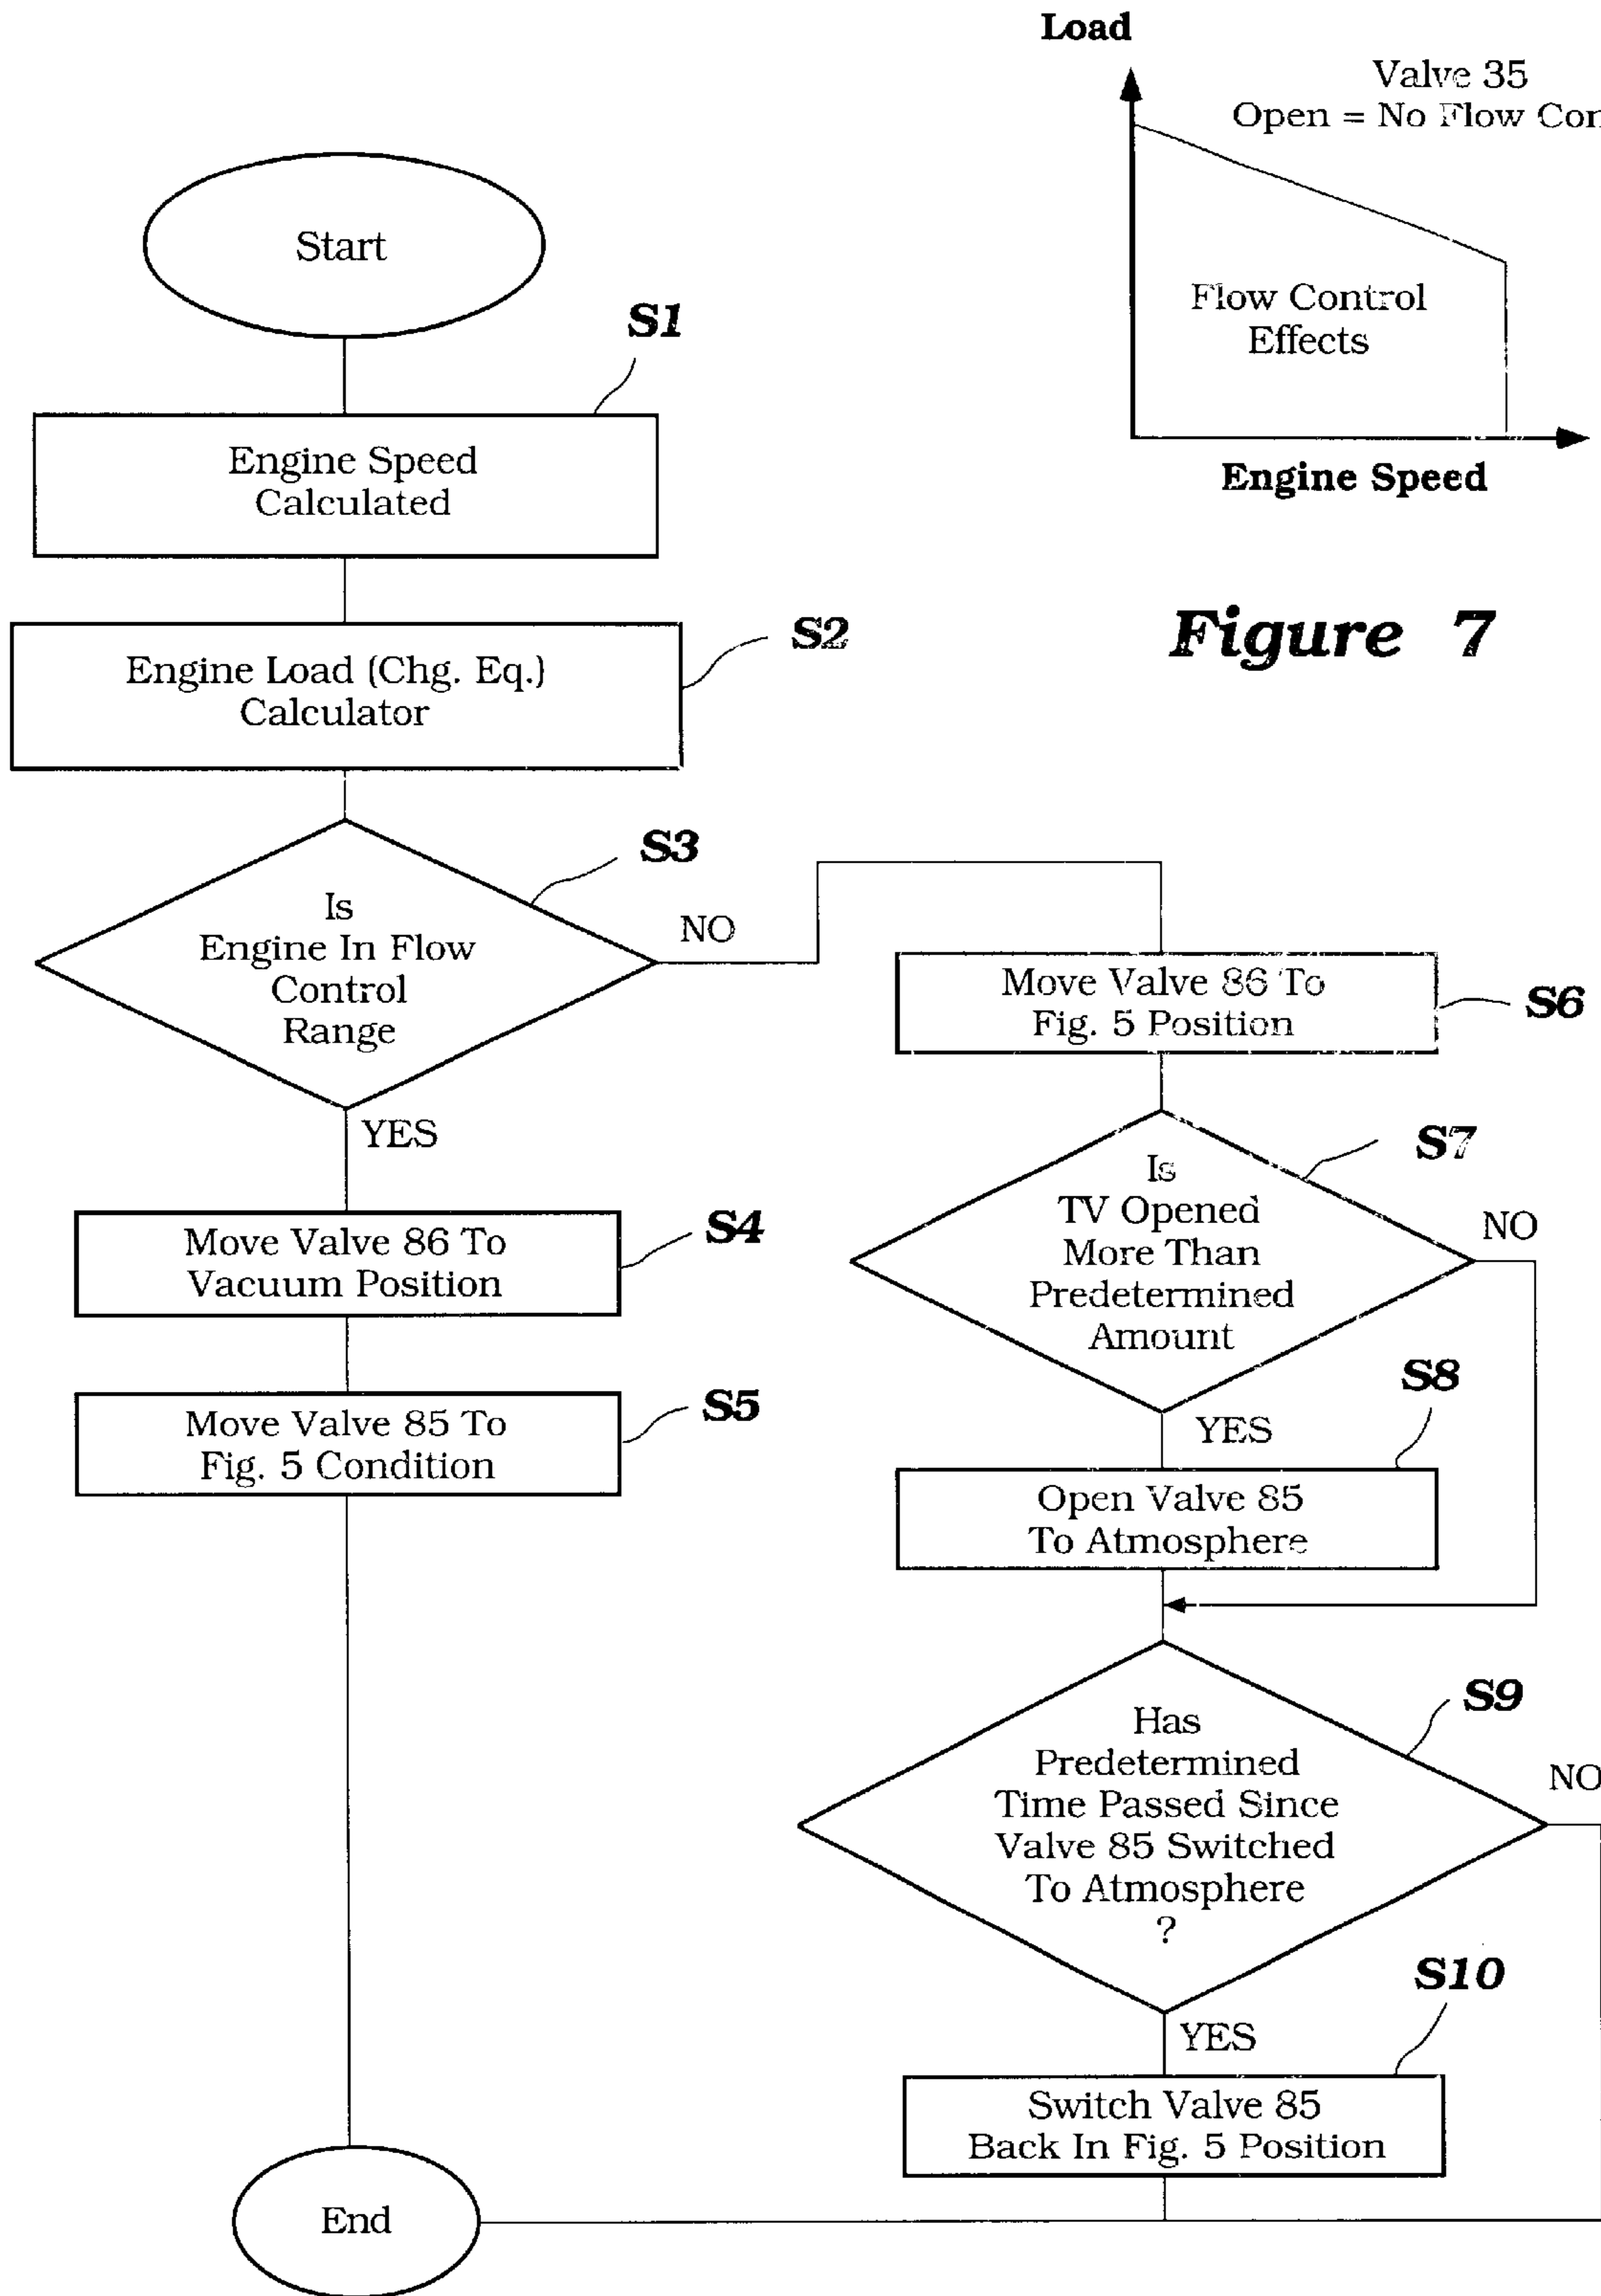 Load
Valve 35
Open = No Flow
Flow Control
Effects
Engine Speed
Figure 7
Start
S1
Engine Speed
Calculated
S2
Engine Load (Chg. Eq.)
Calculator
S3
Is
Engine In Flow
Control
Range
NO
YES
S4
Move Valve 86 To
Vacuum Position
S5
Move Valve 85 To
Fig. 5 Condition
S6
Move Valve 86 To
Fig. 5 Position
S7
Is
TV Opened
More Than
Predetermined
Amount
NO
YES
S8
Open Valve 85
To Atmosphere
S9
Has
Predetermined
Time Passed Since
Valve 85 Switched
To Atmosphere
?
NO
YES
S10
Switch Valve 85
Back In Fig. 5 Position
End